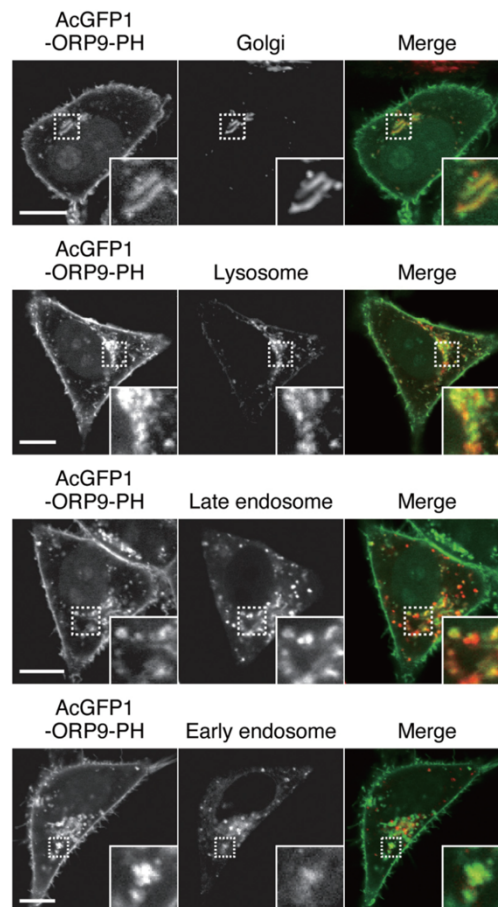 AcGFP1
-ORP9-PH
Golgi
Merge
AcGFP1
-ORP9-PH
Lysosome
Merge
AcGFP1
-ORP9-PH
Late endosome
Merge
AcGFP1
-ORP9-PH
Early endosome
Merge